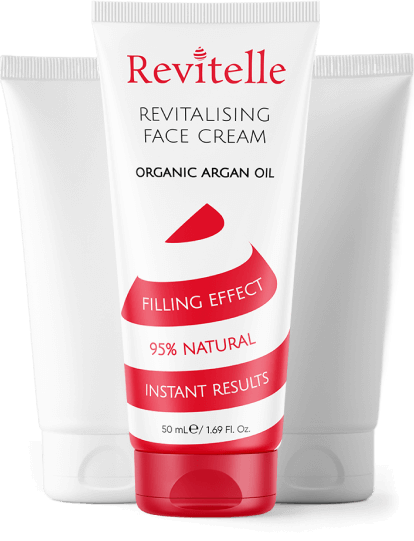 Revitelle
REVITALISING
FACE CREAM
ORGANIC ARGAN OIL
FILLING EFFECT
95% NATURAL
INSTANT RESULTS
50 mL℮/ 1.69 Fl. Oz.